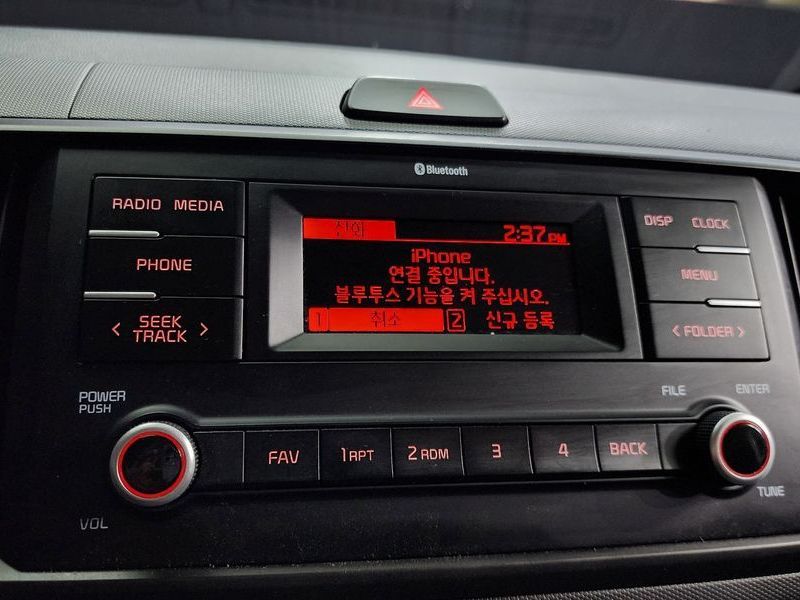 Bluetooth
RADIO MEDIA
PHONE
< SEEK TRACK >
2:37 PM
iPhone
연결 중입니다.
블루투스 기능을 켜 주십시오.
1 취소 2 신규 등록
DISP CLOCK
MENU
< FOLDER >
POWER
PUSH
VOL
FAV 1 RPT 2 RDM 3 4 BACK
FILE
ENTER
TUNE